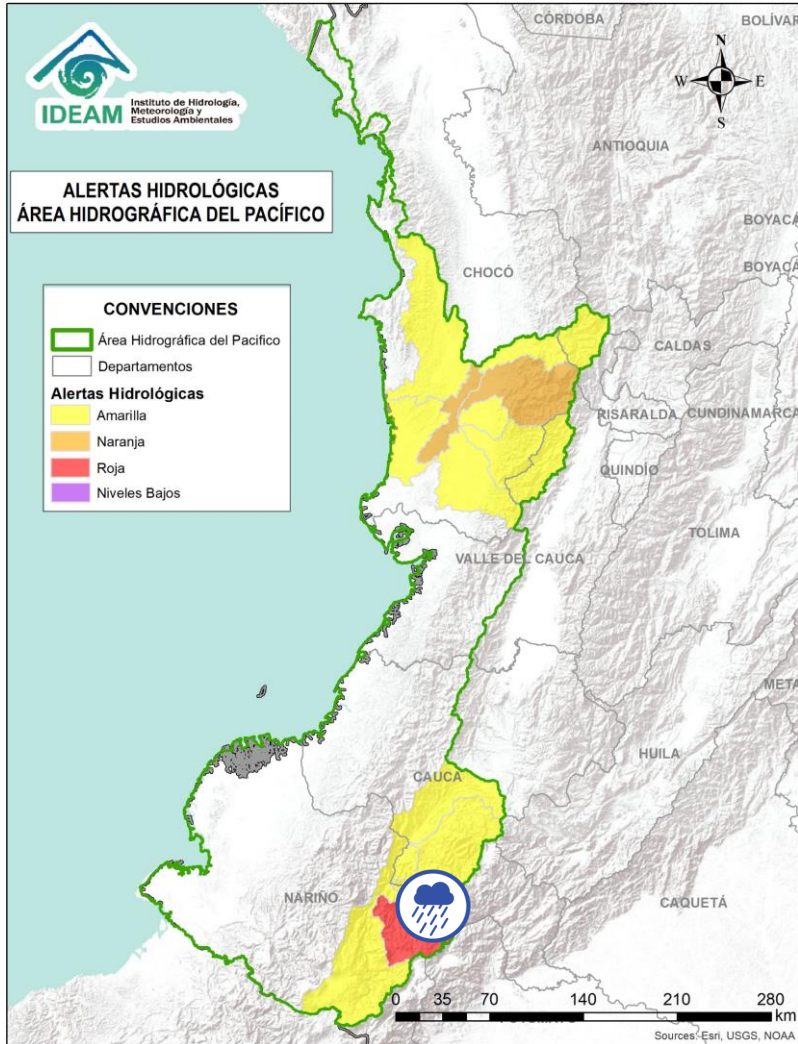 CÓRDOBA
BOLÍVAR
N
W
E
S
IDEAM
Instituto de Hidrología,
Meteorología y
Estudios Ambientales
ANTIOQUIA
ALERTAS HIDROLÓGICAS
ÁREA HIDROGRÁFICA DEL PACÍFICO
BOYACÁ
BOYACÁ
CHOCÓ
CONVENCIONES
Área Hidrográfica del Pacífico
Departamentos
Alertas Hidrológicas
Amarilla
Naranja
Roja
Niveles Bajos
CALDAS
RISARALDA
CUNDINAMARCA
QUINDÍO
TOLIMA
VALLE DEL CAUCA
META
HUILA
CAUCA
NARIÑO
CAQUETÁ
0 35 70 140 210 280
km
Sources: Esri, USGS, NOAA